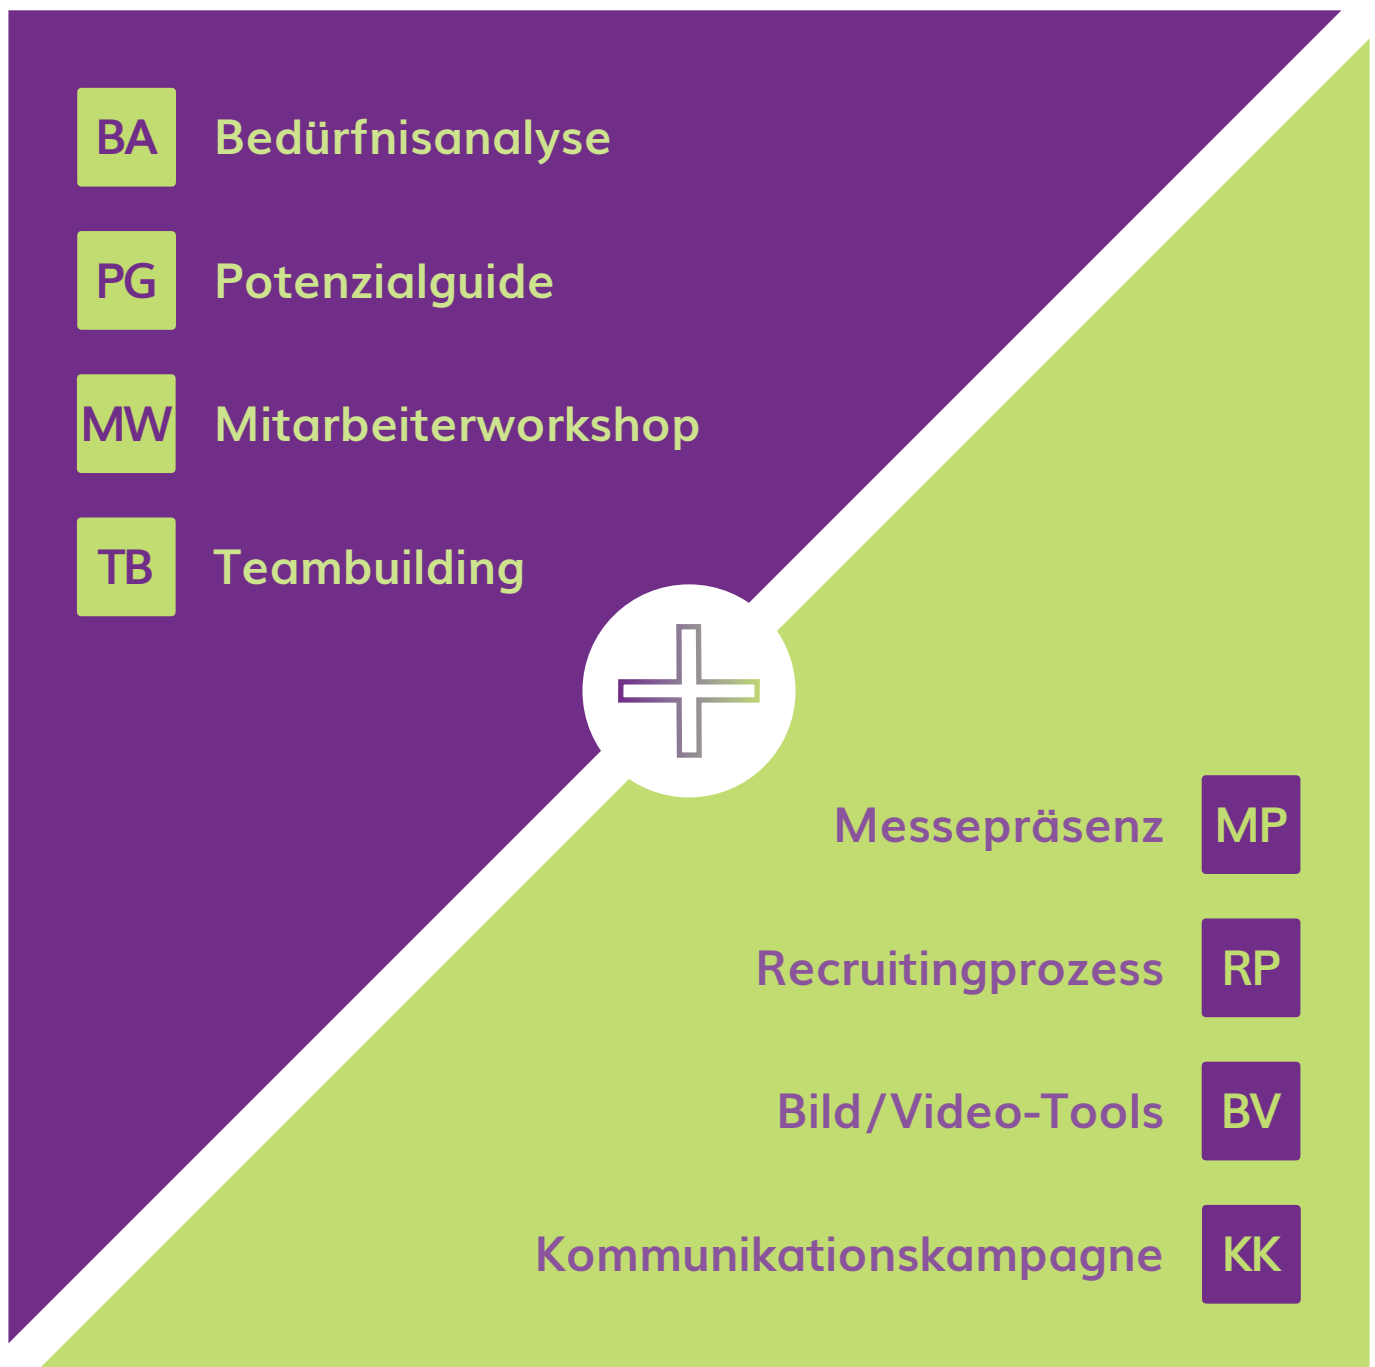 BA Bedürfnisanalyse
PG Potenzialguide
MW Mitarbeiterworkshop
TB Teambuilding
Messepräsenz MP
Recruitingprozess RP
Bild/Video-Tools BV
Kommunikationskampagne KK